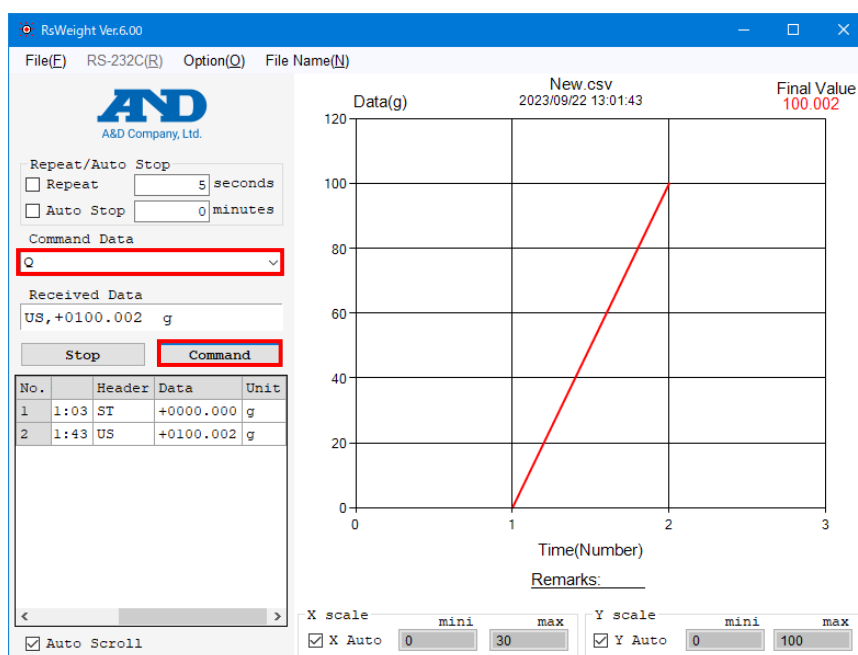 RsWeight Ver.6.00
File(F) RS-232C(R) Option(O) File Name(N)
AND
A&D Company, Ltd.
Repeat/Auto Stop
Repeat 5 seconds
Auto Stop 0 minutes
Command Data
Q
Received Data
US,+0100.002 g
Stop Command
No. Header Data Unit
1 1:03 ST +0000.000 g
2 1:43 US +0100.002 g
Auto Scroll
New.csv
Data(g) 2023/09/22 13:01:43
Final Value
100.002
120
100
80
60
40
20
0
0 1 2 3
Time(Number)
Remarks:
X scale mini max
X Auto 0 30
Y scale mini max
Y Auto 0 100